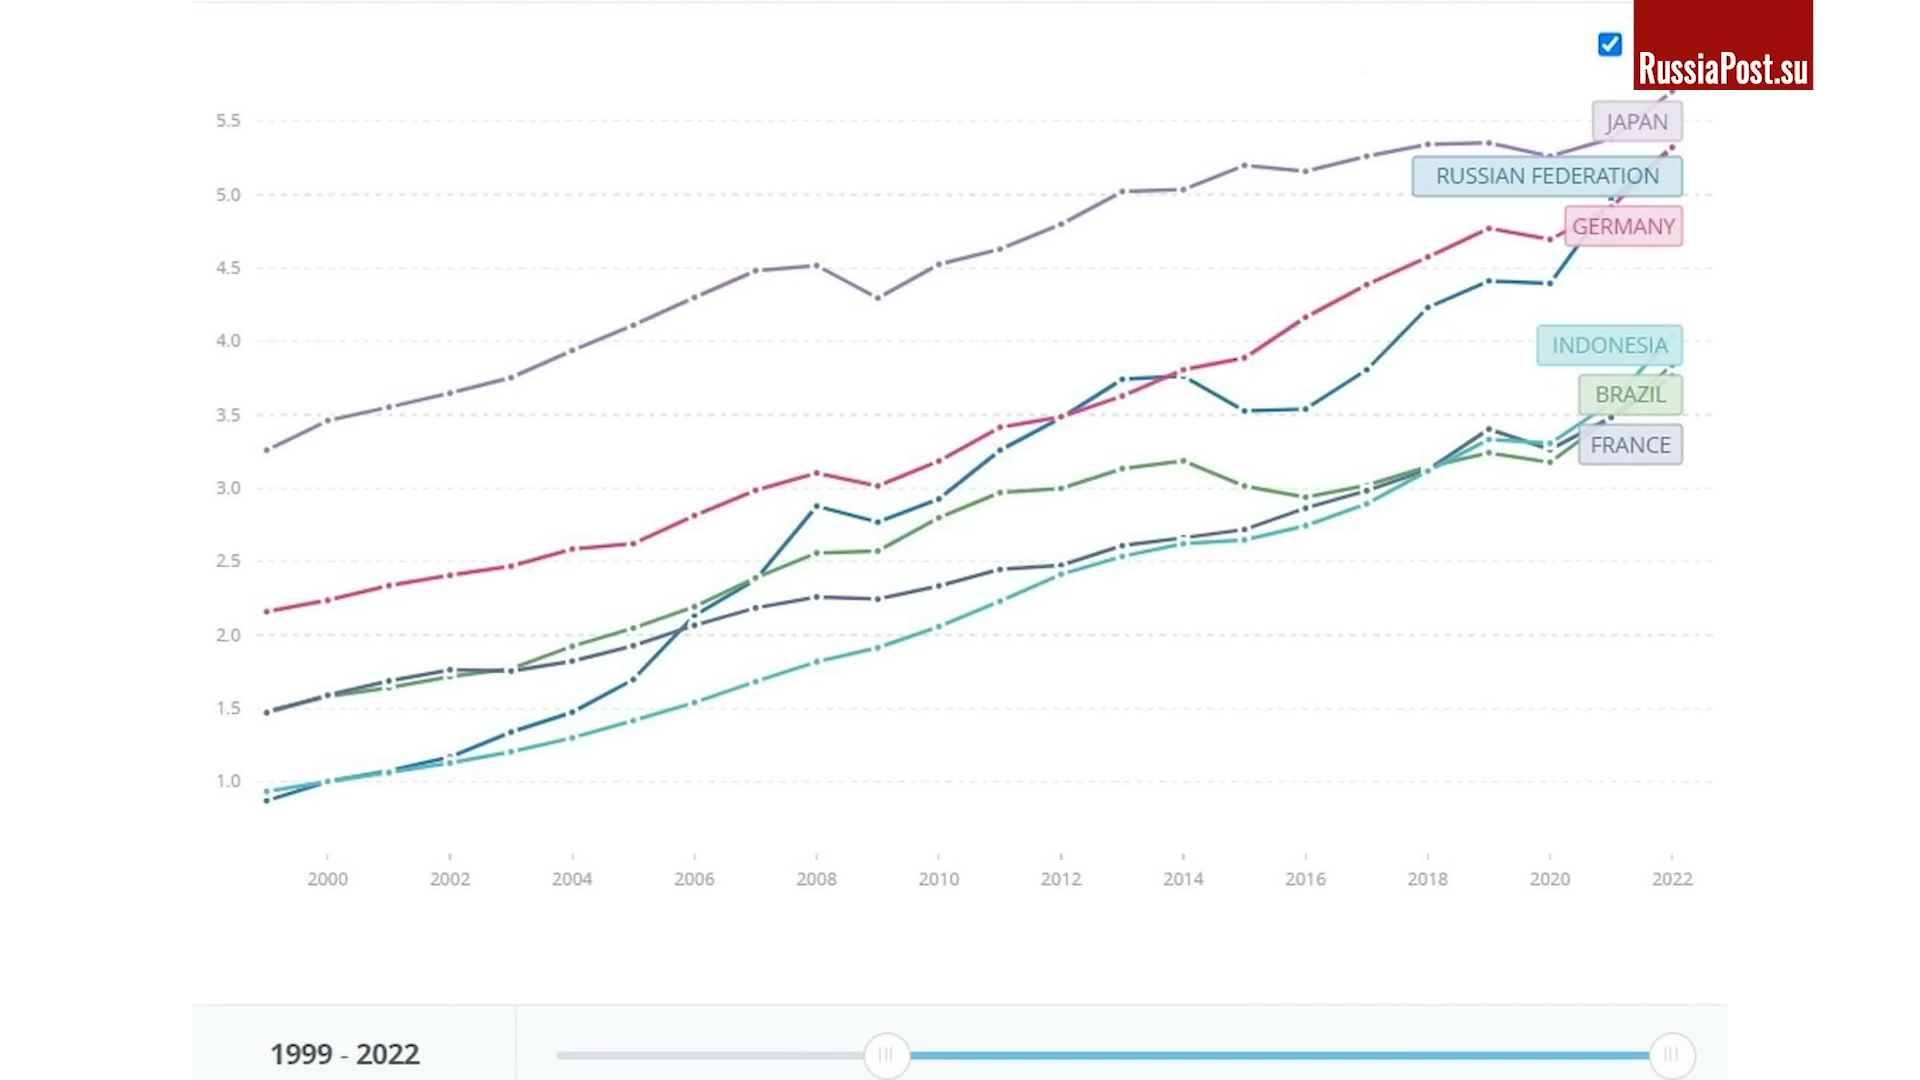 RussiaPost.su
5.5
JAPAN
RUSSIAN FEDERATION
5.0
GERMANY
4.5
4.0
INDONESIA
BRAZIL
3.5
FRANCE
3.0
2.5
2.0
1.5
1.0
2000 2002 2004 2006 2008 2010 2012 2014 2016 2018 2020 2022
1999 - 2022